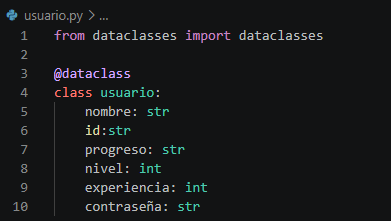 usuario.py > ...
1 from dataclasses import dataclasses
2
3 @dataclass
4 class usuario:
5     nombre: str
6     id:str
7     progreso: str
8     nivel: int
9     experiencia: int
10     contraseña: str